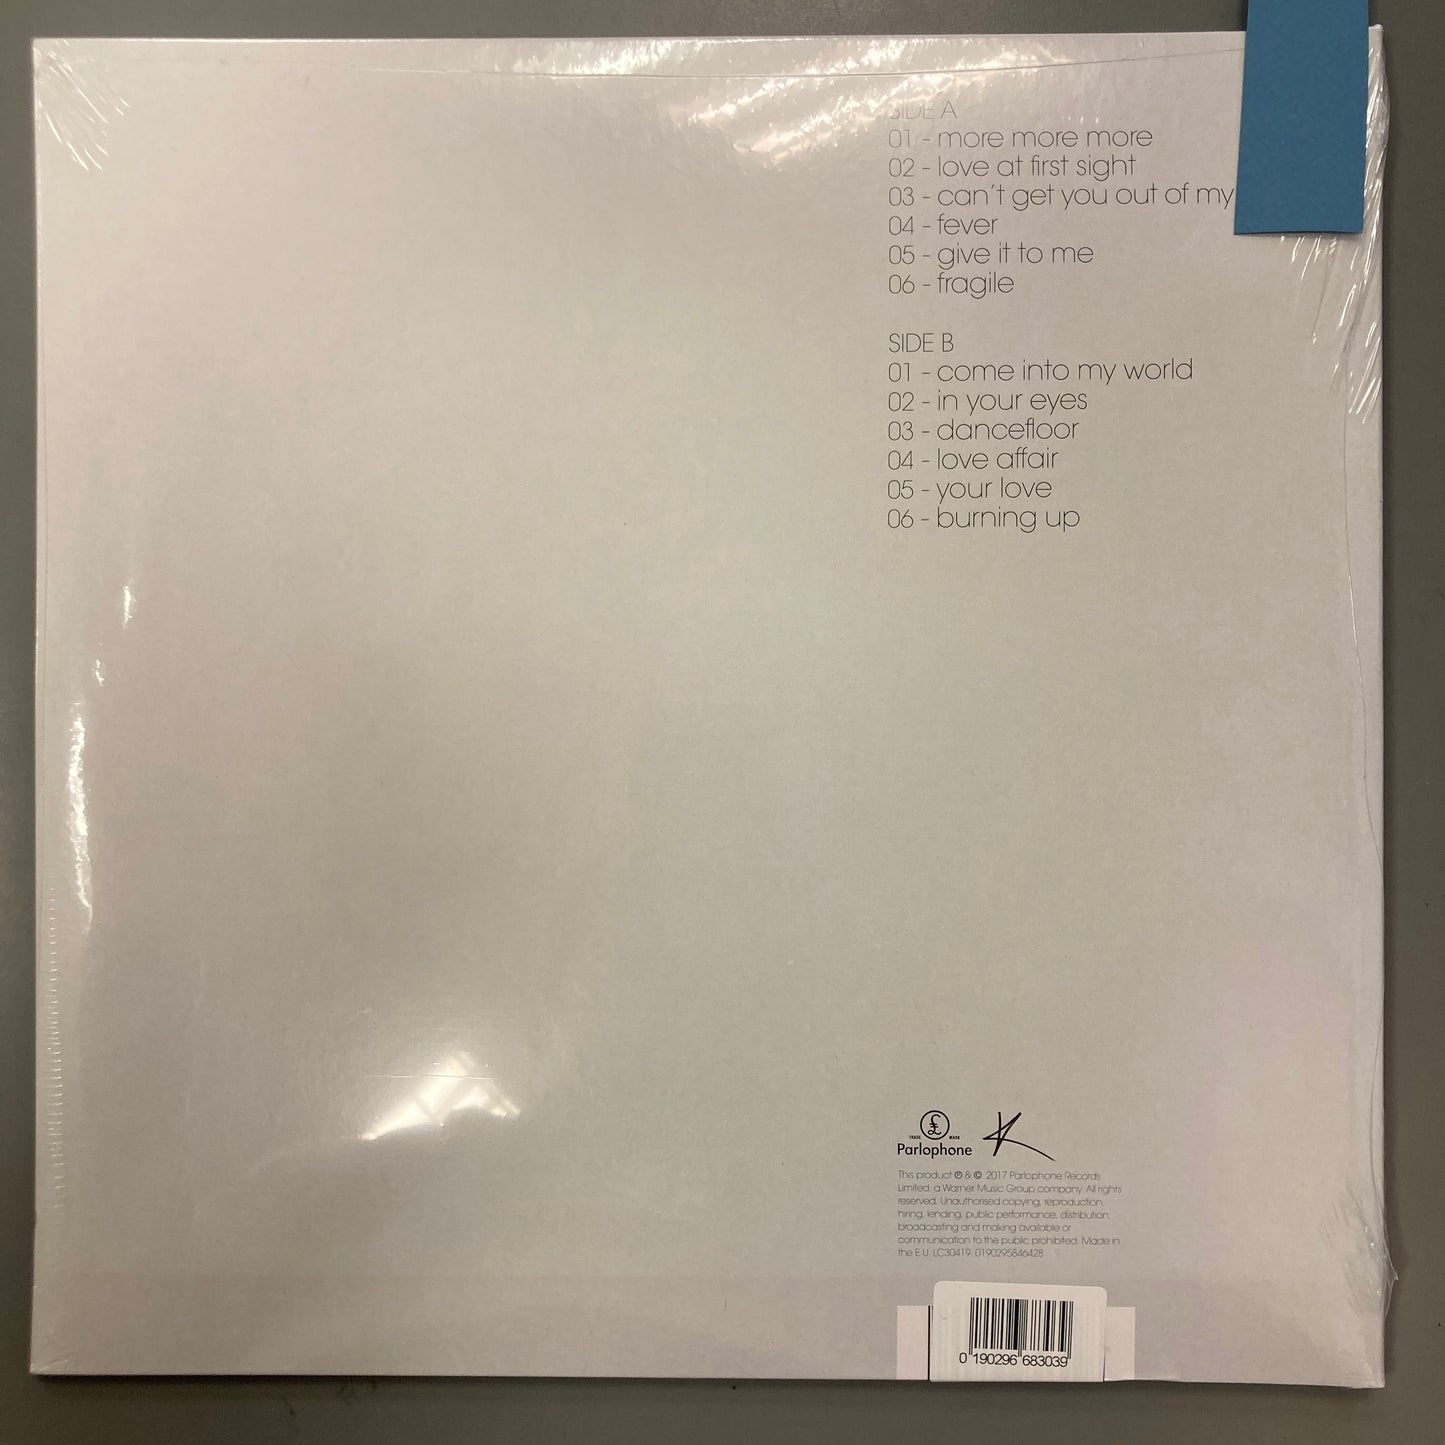 SIDE A
01 - more more more
02 - love at first sight
03 - can't get you out of my
04 - fever
05 - give it to me
06 - fragile
SIDE B
01 - come into my world
02 - in your eyes
03 - dancefloor
04 - love affair
05 - your love
06 - burning up
TRADE MARK
Parlophone
K
This product ℗ & © 2017 Parlophone Records
Limited, a Warner Music Group company. All rights
reserved. Unauthorised copying, reproduction,
hiring, lending, public performance, distribution,
broadcasting and making available or
communication to the public prohibited. Made in
the E.U. LC30419 0190295846428
0 190296 683039